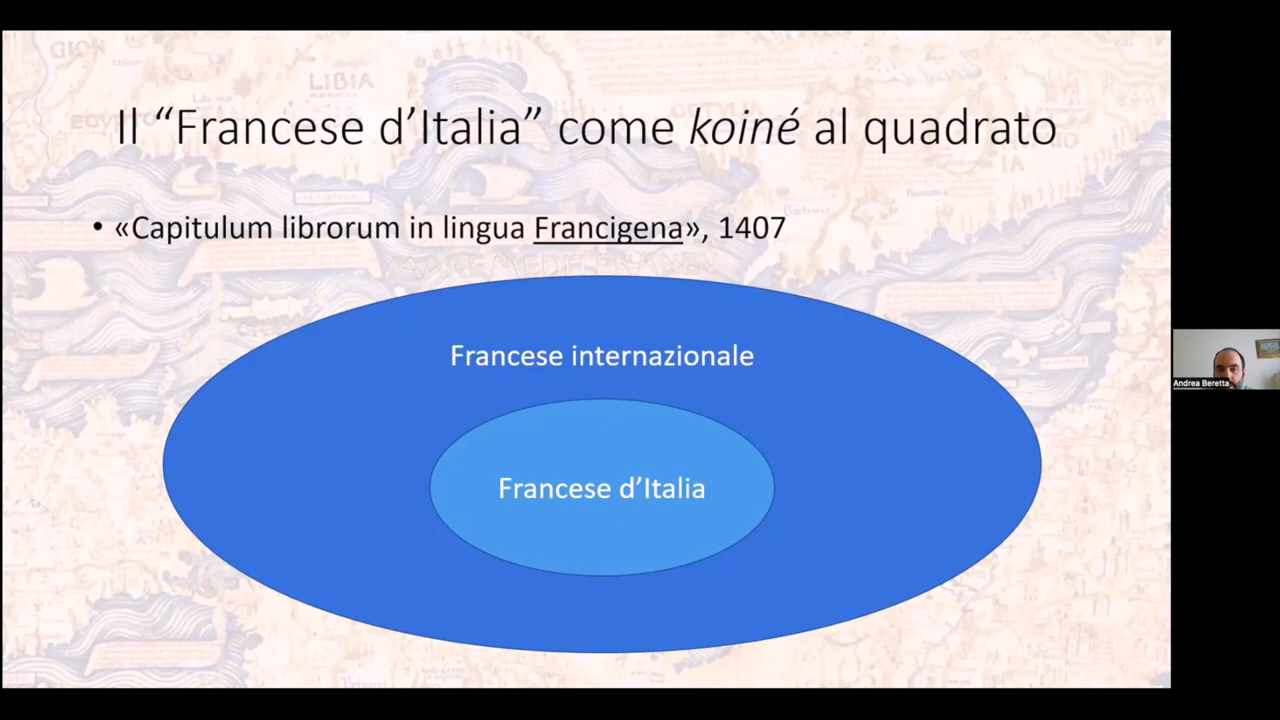 Il “Francese d’Italia” come koiné al quadrato
• «Capitulum librorum in lingua Francigena», 1407
Francese internazionale
Francese d’Italia
Andrea Beretta
LIBIA